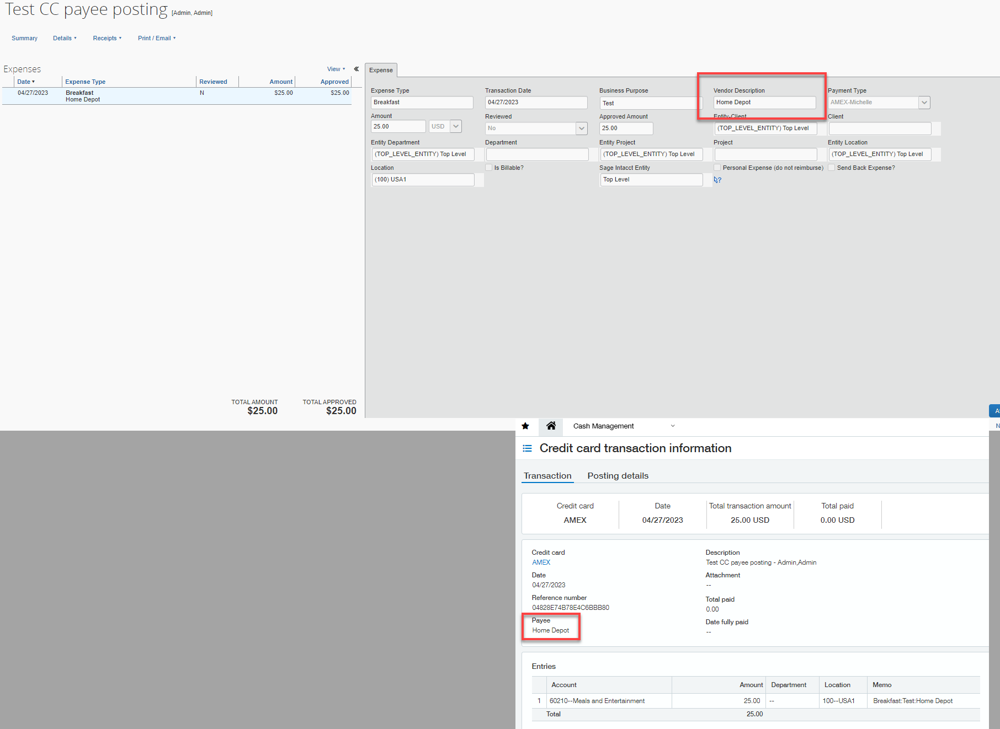 Test CC payee posting [Admin, Admin]
Summary Details Receipts Print / Email
Expenses View «
Date Expense Type Reviewed Amount Approved
04/27/2023 Breakfast N $25.00 $25.00
Home Depot
TOTAL AMOUNT TOTAL APPROVED
$25.00 $25.00
Expense
Expense Type Transaction Date Business Purpose Vendor Description Payment Type
Breakfast 04/27/2023 Test Home Depot AMEX-Michelle
Amount Reviewed Approved Amount Entity-Client Client
25.00 USD No 25.00 (TOP_LEVEL_ENTITY) Top Level
Entity Department Department Entity Project Project Entity Location
(TOP_LEVEL_ENTITY) Top Level (TOP_LEVEL_ENTITY) Top Level (TOP_LEVEL_ENTITY) Top Level
Location Is Billable? Sage Intacct Entity Personal Expense (do not reimburse) Send Back Expense?
(100) USA1 Top Level ?
Cash Management
Credit card transaction information
Transaction Posting details
Credit card Date Total transaction amount Total paid
AMEX 04/27/2023 25.00 USD 0.00 USD
Credit card Description
AMEX Test CC payee posting - Admin,Admin
Date Attachment
04/27/2023 --
Reference number Total paid
04828E74B78E4C6BBB80 0.00
Payee Date fully paid
Home Depot --
Entries
Account Amount Department Location Memo
1 60210--Meals and Entertainment 25.00 -- 100--USA1 Breakfast:Test:Home Depot
Total 25.00